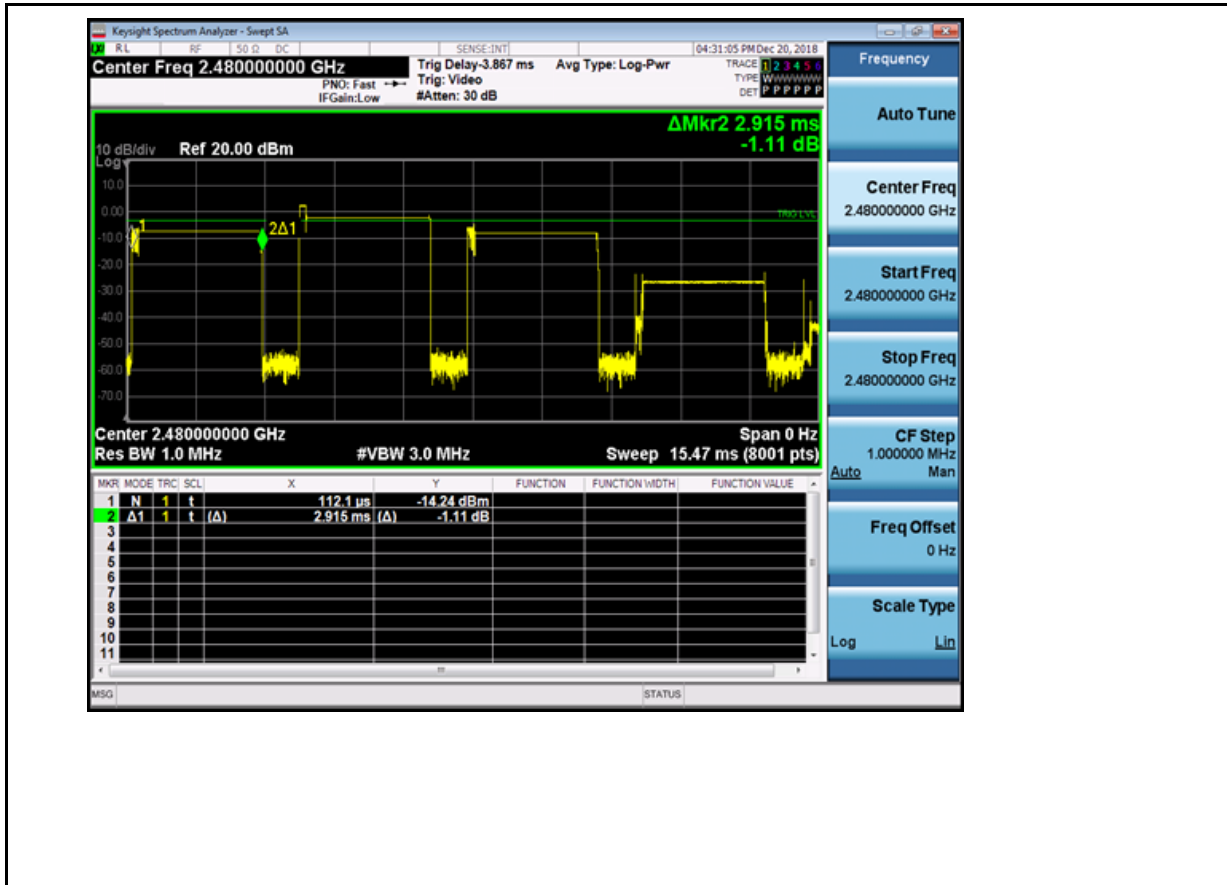 Keysight Spectrum Analyzer - Swept SA
RL RF 50 Ω DC SENSE:INT 04:31:05 PM Dec 20, 2018
Center Freq 2.480000000 GHz
PNO: Fast
IFGain:Low
Trig Delay-3.867 ms
Trig: Video
#Atten: 30 dB
Avg Type: Log-Pwr
TRACE 1 2 3 4 5 6
TYPE WWWWWW
DET P P P P P P
ΔMkr2 2.915 ms
-1.11 dB
10 dB/div Ref 20.00 dBm
Log
10.0
0.00
-10.0
-20.0
-30.0
-40.0
-50.0
-60.0
-70.0
1
2Δ1
TRIG LVL
Center 2.480000000 GHz Span 0 Hz
Res BW 1.0 MHz #VBW 3.0 MHz Sweep 15.47 ms (8001 pts)
MKR MODE TRC SCL X Y FUNCTION FUNCTION WIDTH FUNCTION VALUE
1 N 1 t 112.1 µs -14.24 dBm
2 Δ1 1 t (Δ) 2.915 ms (Δ) -1.11 dB
3
4
5
6
7
8
9
10
11
MSG STATUS
Frequency
Auto Tune
Center Freq
2.480000000 GHz
Start Freq
2.480000000 GHz
Stop Freq
2.480000000 GHz
CF Step
1.000000 MHz
Auto Man
Freq Offset
0 Hz
Scale Type
Log Lin